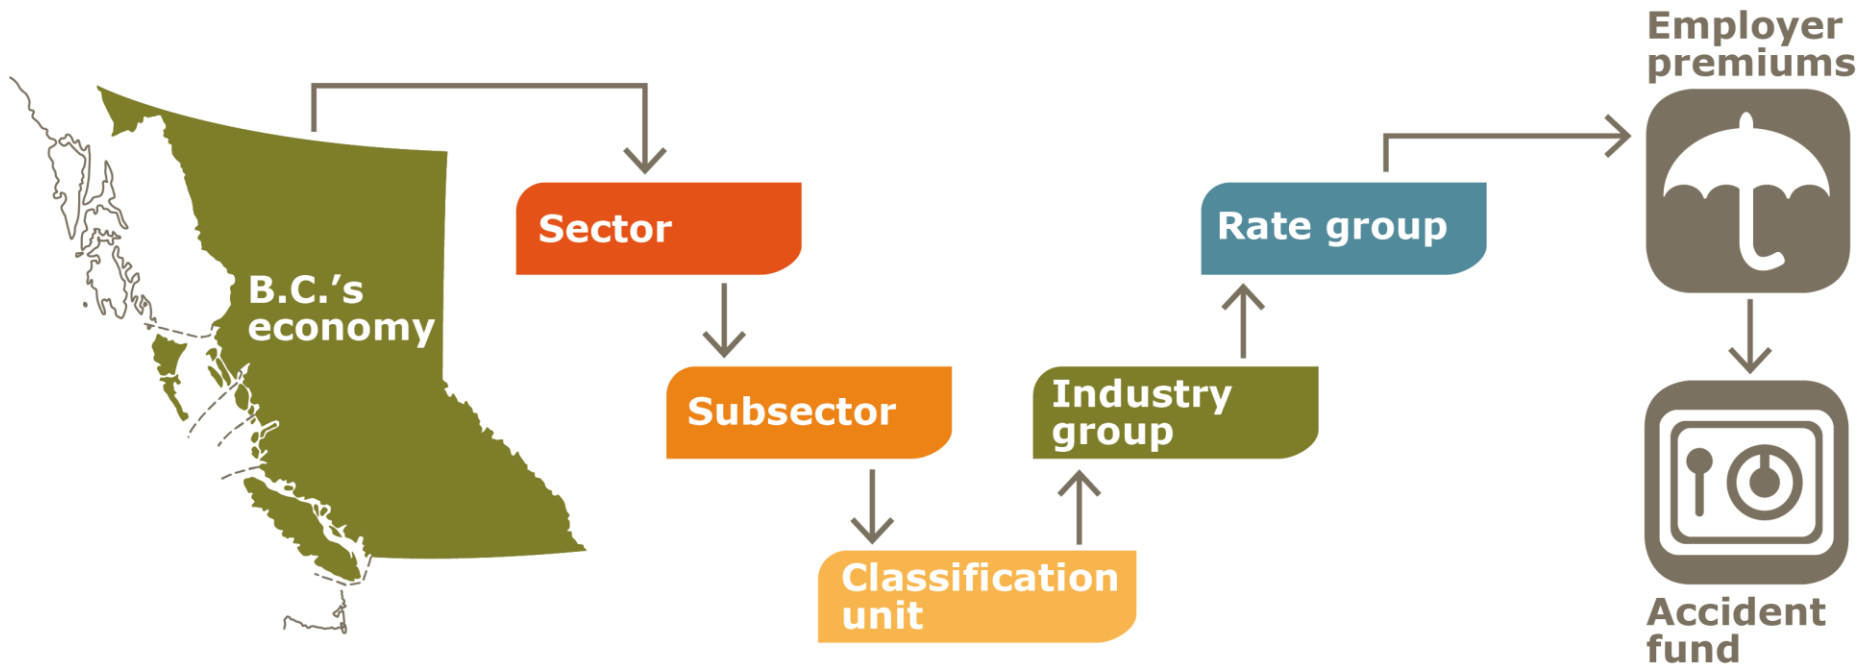 B.C.'s
economy
Sector
Subsector
Classification
unit
Industry
group
Rate group
Employer
premiums
Accident
fund